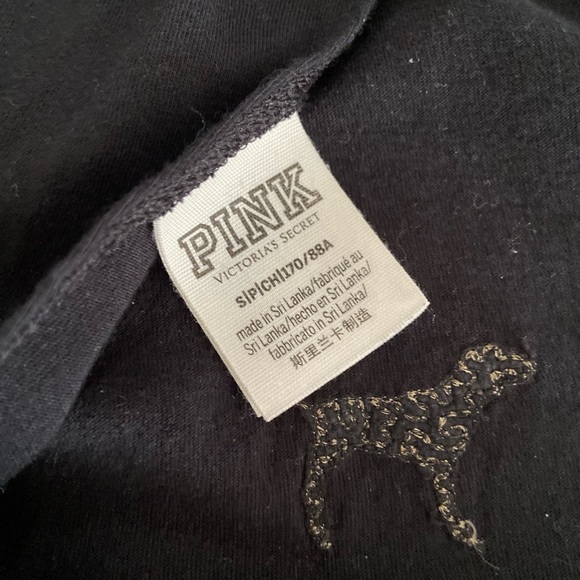 PINK
VICTORIA'S SECRET
S|P|CH|170/88A
made in Sri Lanka/fabriqué au
Sri Lanka/hecho en Sri Lanka/
fabbricato in Sri Lanka/
斯里兰卡制造